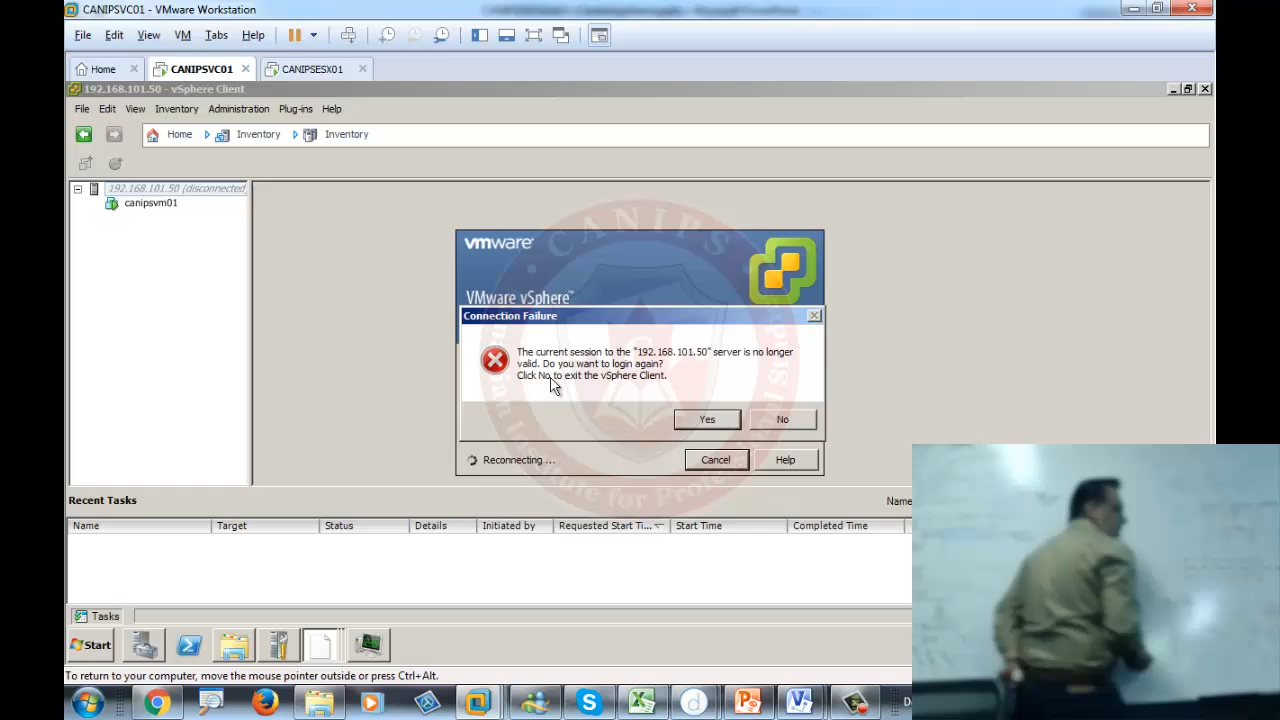 CANIPSVC01 - VMware Workstation
File Edit View VM Tabs Help
Home CANIPSVC01 CANIPSESX01
192.168.101.50 - vSphere Client
File Edit View Inventory Administration Plug-ins Help
Home Inventory Inventory
192.168.101.50 (disconnected
canipsvm01
CANIPS
vmware
VMware vSphere™
Connection Failure
The current session to the "192.168.101.50" server is no longer
valid. Do you want to login again?
Click No to exit the vSphere Client.
Yes No
Reconnecting ... Cancel Help
Recent Tasks
Name
Name Target Status Details Initiated by Requested Start Ti... Start Time Completed Time
Tasks
Start
To return to your computer, move the mouse pointer outside or press Ctrl+Alt.